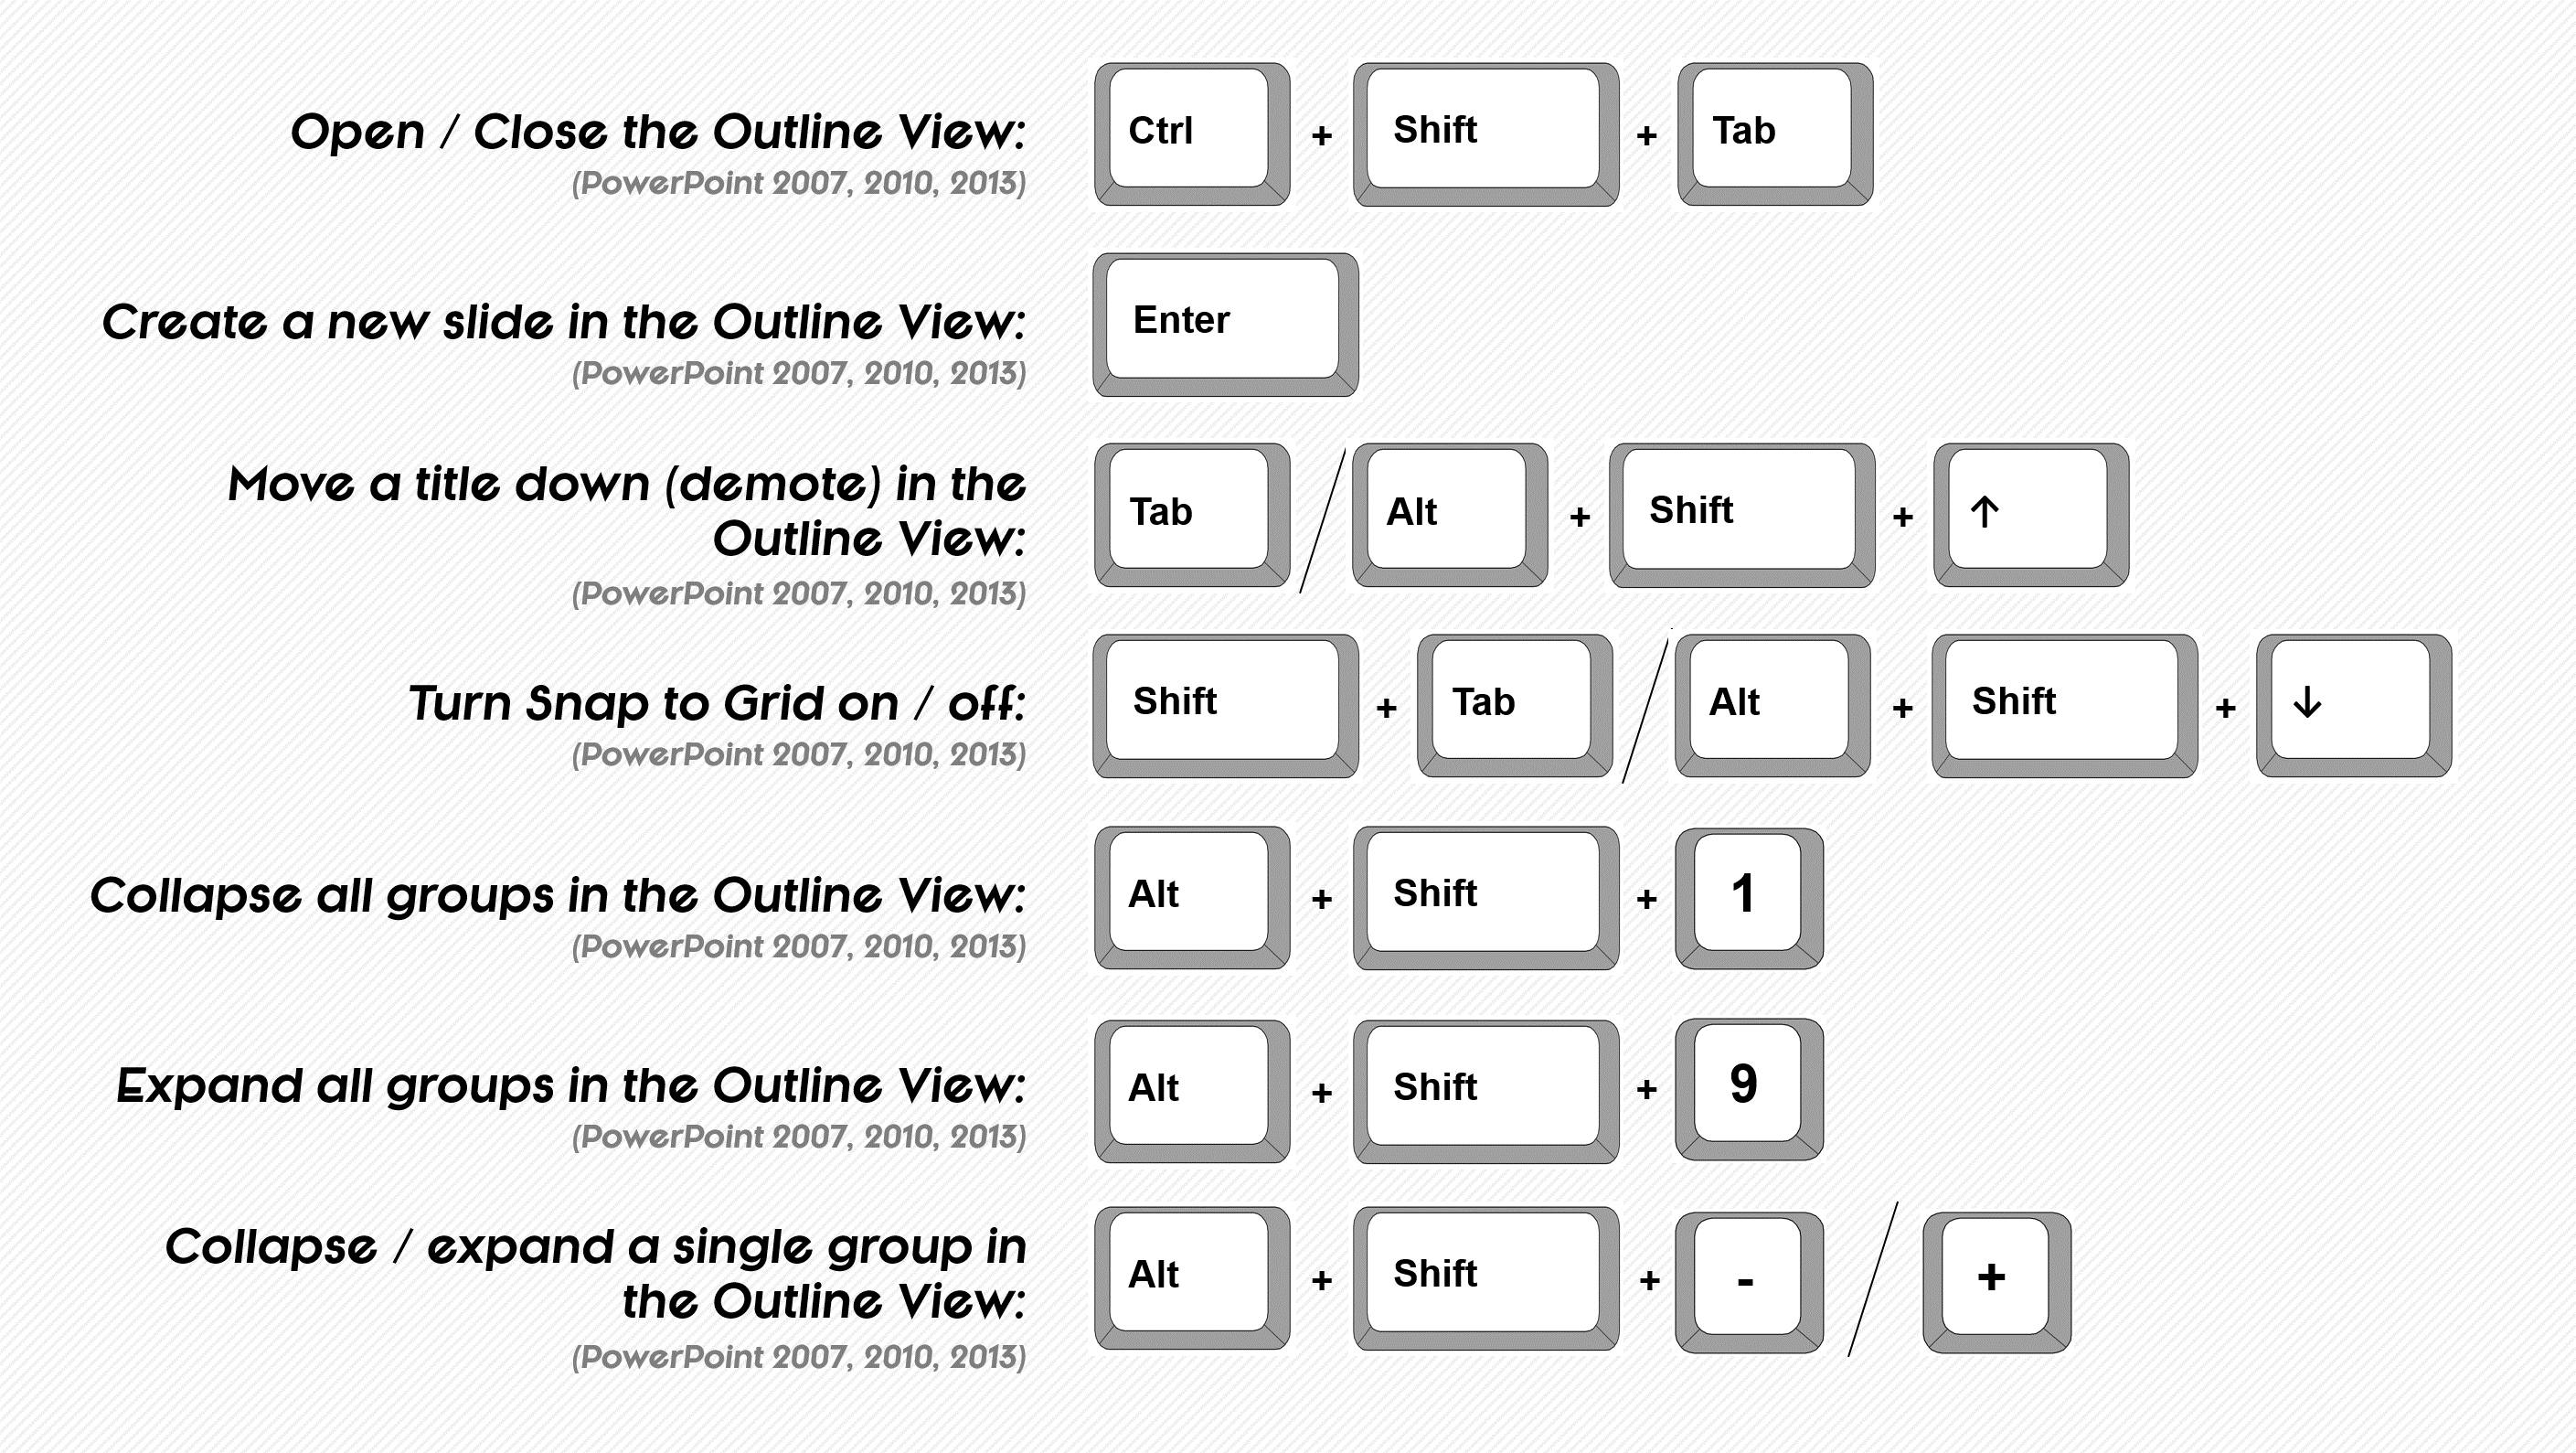 Open / Close the Outline View: Ctrl + Shift + Tab
(PowerPoint 2007, 2010, 2013)
Create a new slide in the Outline View: Enter
(PowerPoint 2007, 2010, 2013)
Move a title down (demote) in the
Outline View: Tab / Alt + Shift + ↑
(PowerPoint 2007, 2010, 2013)
Turn Snap to Grid on / off: Shift + Tab / Alt + Shift + ↓
(PowerPoint 2007, 2010, 2013)
Collapse all groups in the Outline View: Alt + Shift + 1
(PowerPoint 2007, 2010, 2013)
Expand all groups in the Outline View: Alt + Shift + 9
(PowerPoint 2007, 2010, 2013)
Collapse / expand a single group in
the Outline View: Alt + Shift + - / +
(PowerPoint 2007, 2010, 2013)